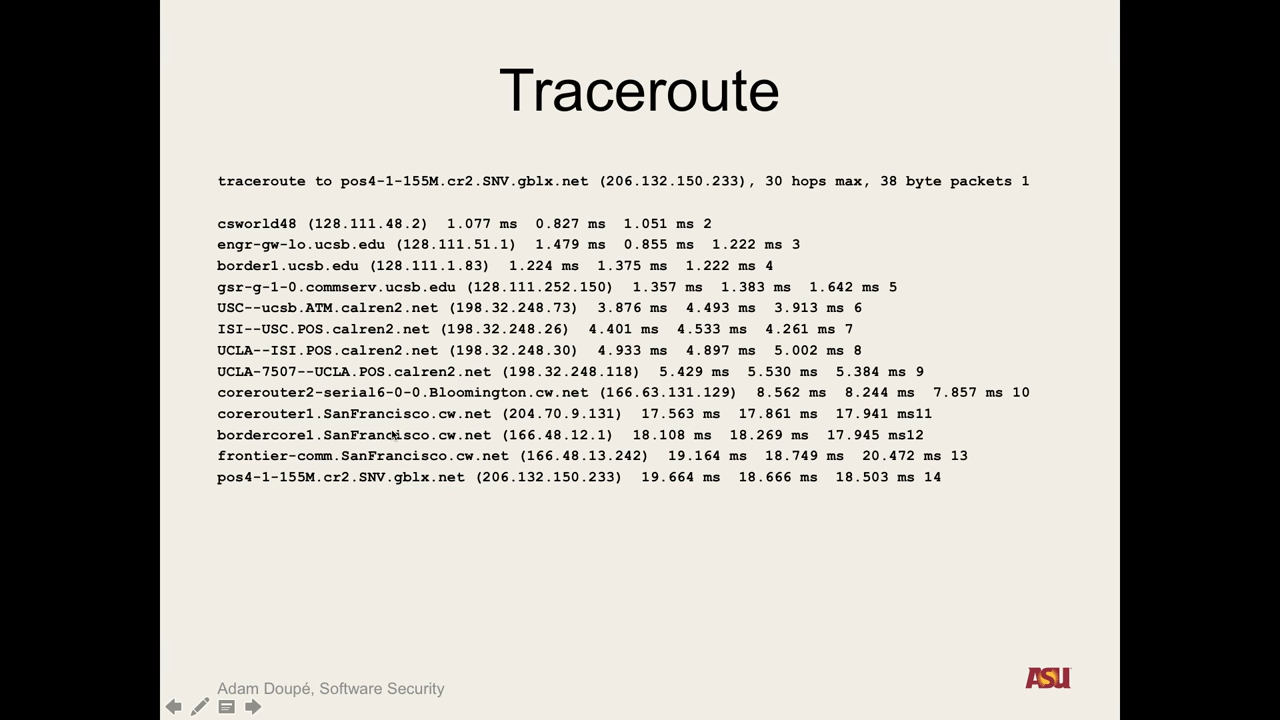 Traceroute
traceroute to pos4-1-155M.cr2.SNV.gblx.net (206.132.150.233), 30 hops max, 38 byte packets 1
csworld48 (128.111.48.2)  1.077 ms  0.827 ms  1.051 ms 2
engr-gw-lo.ucsb.edu (128.111.51.1)  1.479 ms  0.855 ms  1.222 ms 3
border1.ucsb.edu (128.111.1.83)  1.224 ms  1.375 ms  1.222 ms 4
gsr-g-1-0.commserv.ucsb.edu (128.111.252.150)  1.357 ms  1.383 ms  1.642 ms 5
USC--ucsb.ATM.calren2.net (198.32.248.73)  3.876 ms  4.493 ms  3.913 ms 6
ISI--USC.POS.calren2.net (198.32.248.26)  4.401 ms  4.533 ms  4.261 ms 7
UCLA--ISI.POS.calren2.net (198.32.248.30)  4.933 ms  4.897 ms  5.002 ms 8
UCLA-7507--UCLA.POS.calren2.net (198.32.248.118)  5.429 ms  5.530 ms  5.384 ms 9
corerouter2-serial6-0-0.Bloomington.cw.net (166.63.131.129)  8.562 ms  8.244 ms  7.857 ms 10
corerouter1.SanFrancisco.cw.net (204.70.9.131)  17.563 ms  17.861 ms  17.941 ms11
bordercore1.SanFrancisco.cw.net (166.48.12.1)  18.108 ms  18.269 ms  17.945 ms12
frontier-comm.SanFrancisco.cw.net (166.48.13.242)  19.164 ms  18.749 ms  20.472 ms 13
pos4-1-155M.cr2.SNV.gblx.net (206.132.150.233)  19.664 ms  18.666 ms  18.503 ms 14
Adam Doupé, Software Security
ASU